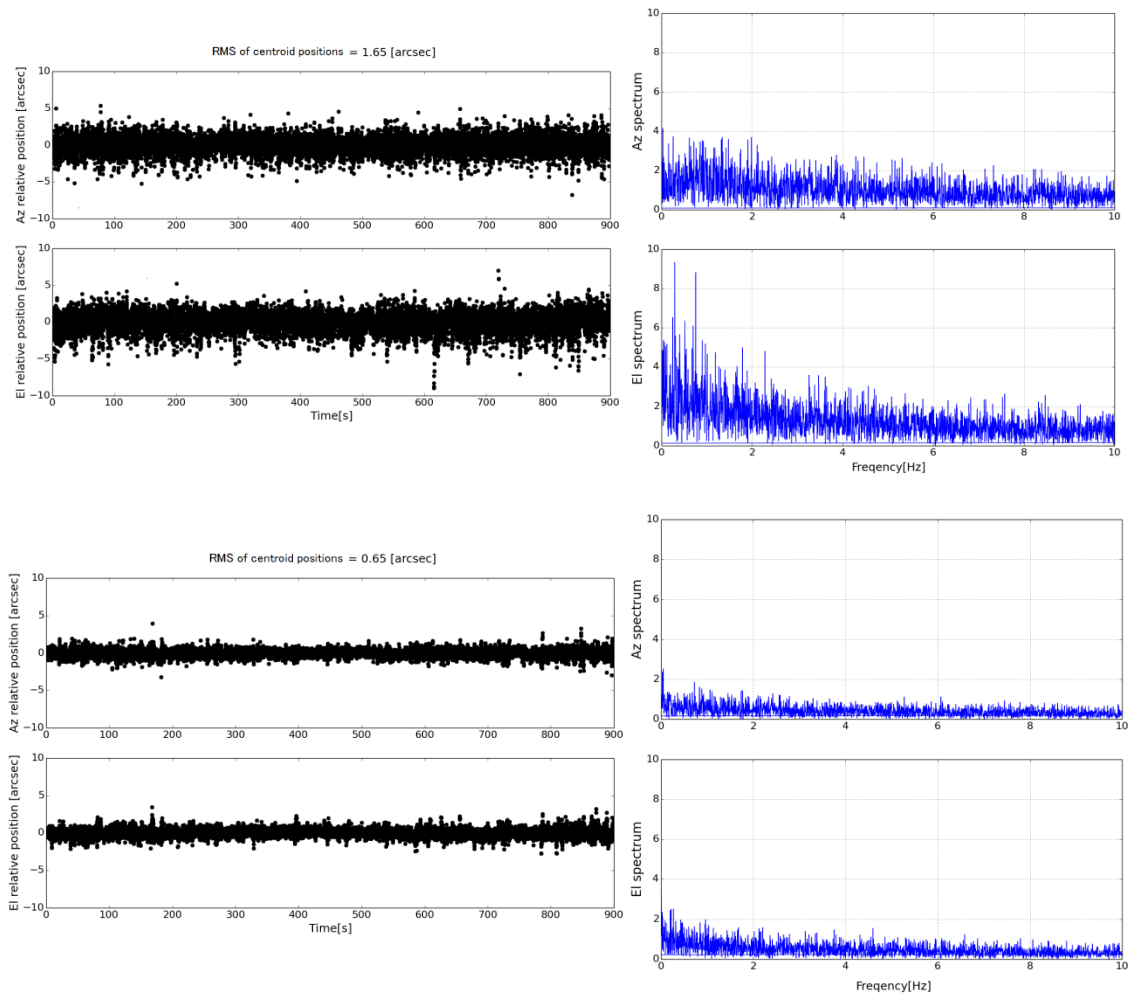 RMS of centroid positions = 1.65 [arcsec]
Az relative position [arcsec]
10
5
0
−5
−10
0 100 200 300 400 500 600 700 800 900
El relative position [arcsec]
10
5
0
−5
−10
0 100 200 300 400 500 600 700 800 900
Time[s]
Az spectrum
10
8
6
4
2
0
0 2 4 6 8 10
El spectrum
10
8
6
4
2
0
0 2 4 6 8 10
Freqency[Hz]
RMS of centroid positions = 0.65 [arcsec]
Az relative position [arcsec]
10
5
0
−5
−10
0 100 200 300 400 500 600 700 800 900
El relative position [arcsec]
10
5
0
−5
−10
0 100 200 300 400 500 600 700 800 900
Time[s]
Az spectrum
10
8
6
4
2
0
0 2 4 6 8 10
El spectrum
10
8
6
4
2
0
0 2 4 6 8 10
Freqency[Hz]